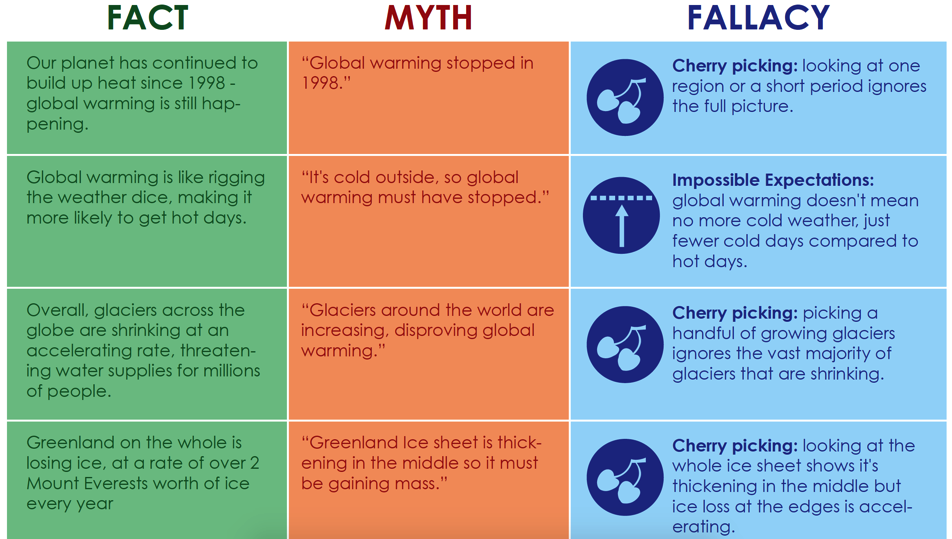 FACT
MYTH
FALLACY
Our planet has continued to
build up heat since 1998 -
global warming is still hap-
pening.
“Global warming stopped in
1998.”
Cherry picking: looking at one
region or a short period ignores
the full picture.
Global warming is like rigging
the weather dice, making it
more likely to get hot days.
“It's cold outside, so global
warming must have stopped.”
Impossible Expectations:
global warming doesn't mean
no more cold weather, just
fewer cold days compared to
hot days.
Overall, glaciers across the
globe are shrinking at an
accelerating rate, threaten-
ing water supplies for millions
of people.
“Glaciers around the world are
increasing, disproving global
warming.”
Cherry picking: picking a
handful of growing glaciers
ignores the vast majority of
glaciers that are shrinking.
Greenland on the whole is
losing ice, at a rate of over 2
Mount Everests worth of ice
every year
“Greenland Ice sheet is thick-
ening in the middle so it must
be gaining mass.”
Cherry picking: looking at the
whole ice sheet shows it's
thickening in the middle but
ice loss at the edges is accel-
erating.